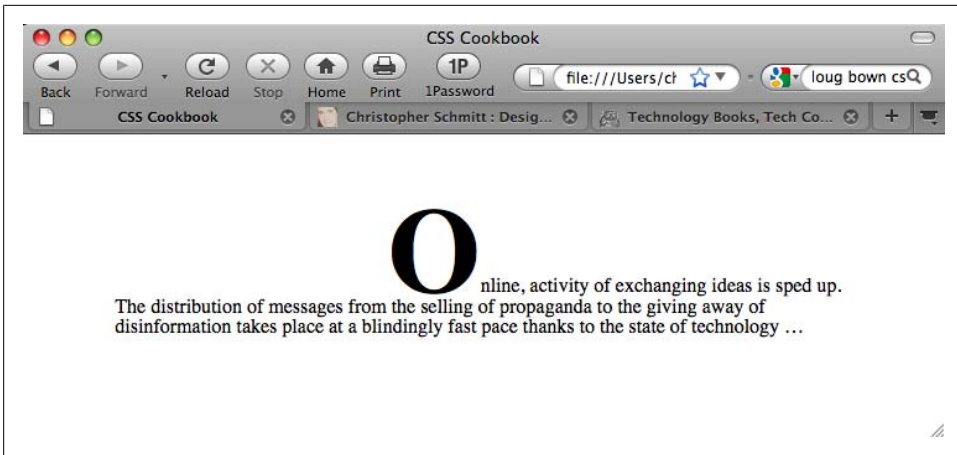 CSS Cookbook
1P
file:///Users/ch
loug bown cs
Back Forward Reload Stop Home Print 1Password
CSS Cookbook Christopher Schmitt : Desig... Technology Books, Tech Co... +
Online, activity of exchanging ideas is sped up.
The distribution of messages from the selling of propaganda to the giving away of
disinformation takes place at a blindingly fast pace thanks to the state of technology ...